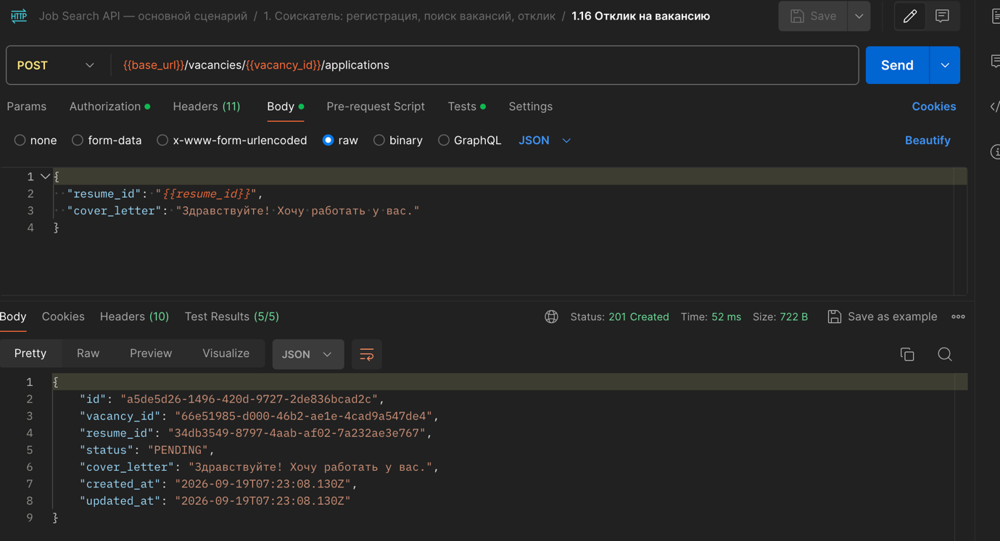 HTTP Job Search API — основной сценарий / 1. Соискатель: регистрация, поиск вакансий, отклик / 1.16 Отклик на вакансию Save
POST {{base_url}}/vacancies/{{vacancy_id}}/applications Send
Params Authorization Headers (11) Body Pre-request Script Tests Settings Cookies
none form-data x-www-form-urlencoded raw binary GraphQL JSON Beautify
1 {
2 "resume_id": "{{resume_id}}",
3 "cover_letter": "Здравствуйте! Хочу работать у вас."
4 }
Body Cookies Headers (10) Test Results (5/5) Status: 201 Created Time: 52 ms Size: 722 B Save as example
Pretty Raw Preview Visualize JSON
1 {
2 "id": "a5de5d26-1496-420d-9727-2de836bcad2c",
3 "vacancy_id": "66e51985-d000-46b2-ae1e-4cad9a547de4",
4 "resume_id": "34db3549-8797-4aab-af02-7a232ae3e767",
5 "status": "PENDING",
6 "cover_letter": "Здравствуйте! Хочу работать у вас.",
7 "created_at": "2026-09-19T07:23:08.130Z",
8 "updated_at": "2026-09-19T07:23:08.130Z"
9 }